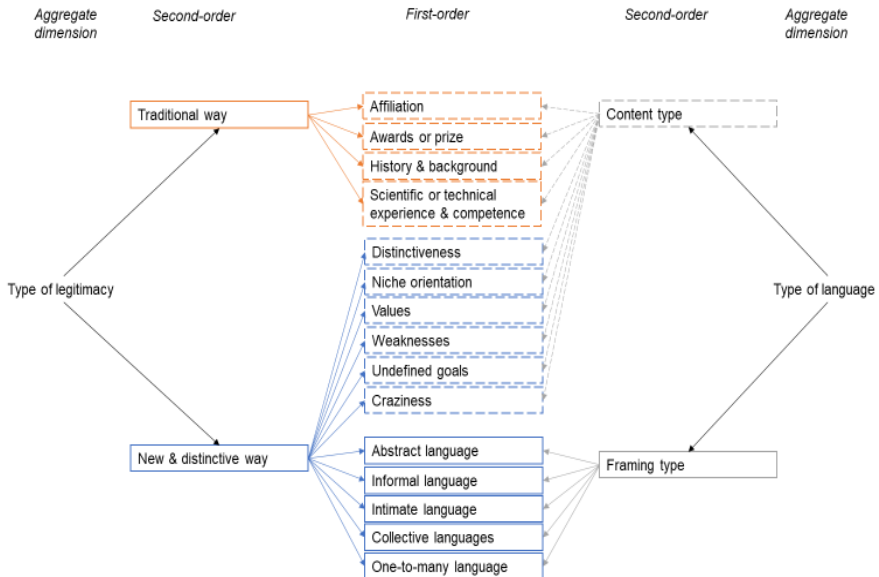 Aggregate dimension
Second-order
First-order
Second-order
Aggregate dimension
Traditional way
Affiliation
Content type
Awards or prize
History & background
Scientific or technical
experience & competence
Distinctiveness
Niche orientation
Type of legitimacy
Type of language
Values
Weaknesses
Undefined goals
Craziness
New & distinctive way
Abstract language
Framing type
Informal language
Intimate language
Collective languages
One-to-many language